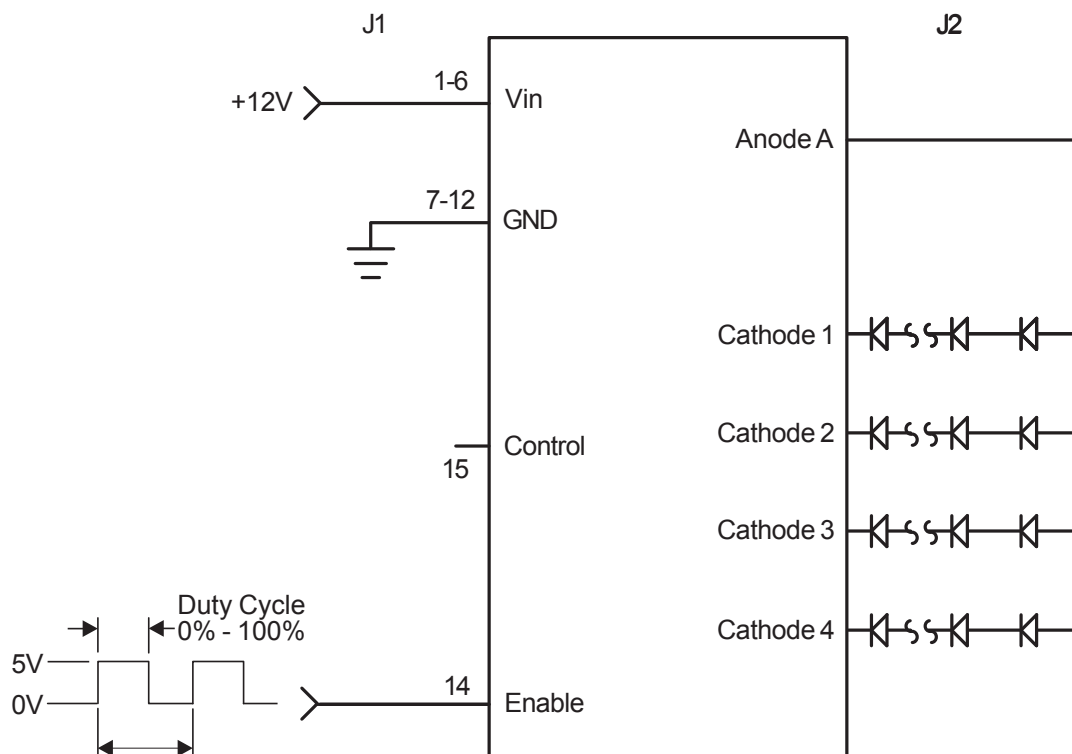 J1
J2
1-6
+12V
Vin
Anode A
7-12
GND
Cathode 1
Control
15
Cathode 2
Cathode 3
Duty Cycle
0% - 100%
Cathode 4
5V
14
0V
Enable